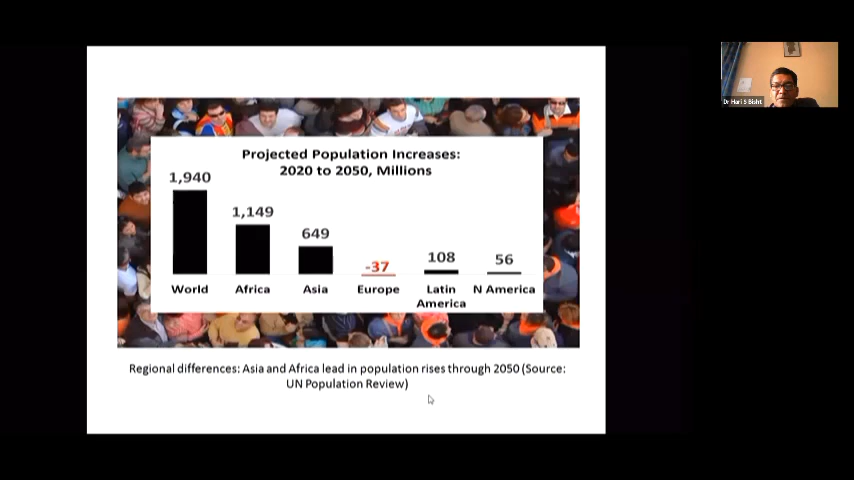 Projected Population Increases:
2020 to 2050, Millions
1,940
1,149
649
-37
108
56
World
Africa
Asia
Europe
Latin
America
N America
Regional differences: Asia and Africa lead in population rises through 2050 (Source:
UN Population Review)
Dr Hari S Bisht